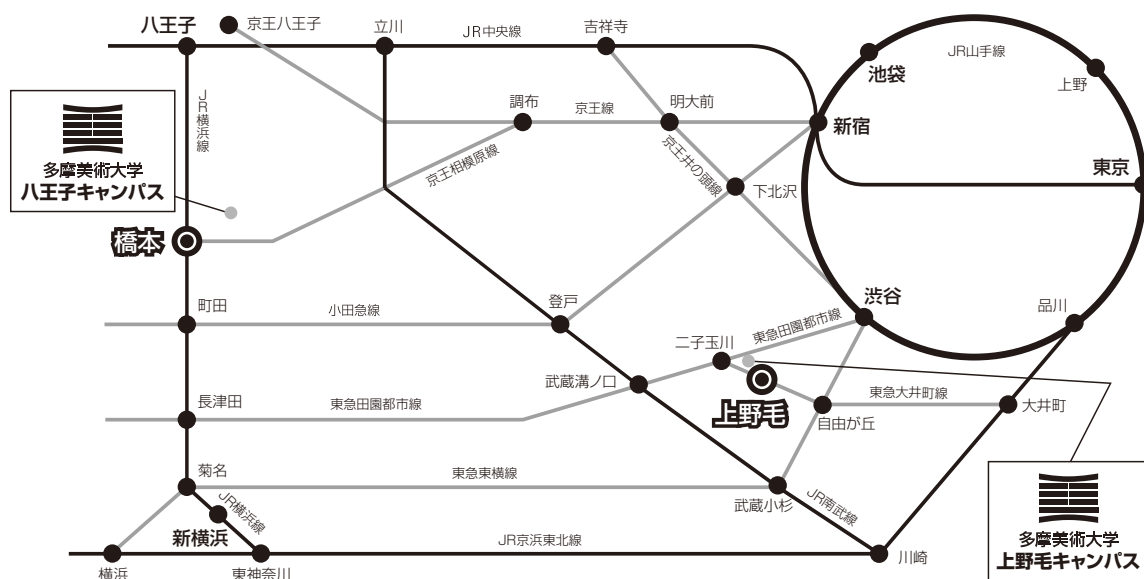 八王子
京王八王子
立川
JR中央線
吉祥寺
池袋
JR山手線
上野
JR横浜線
調布
京王線
明大前
新宿
多摩美術大学
八王子キャンパス
京王相模原線
京王井の頭線
下北沢
東京
橋本
町田
小田急線
登戸
渋谷
品川
二子玉川
東急田園都市線
武蔵溝ノ口
上野毛
長津田
東急田園都市線
自由が丘
東急大井町線
大井町
菊名
東急東横線
武蔵小杉
JR南武線
JR横浜線
新横浜
JR京浜東北線
川崎
横浜
東神奈川
多摩美術大学
上野毛キャンパス